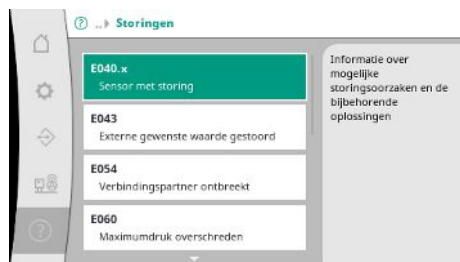 ..▸ Storingen
E040.x
Sensor met storing
E043
Externe gewenste waarde gestoord
E054
Verbindingspartner ontbreekt
E060
Maximumdruk overschreden
Informatie over
mogelijke
storingsoorzaken en de
bijbehorende
oplossingen